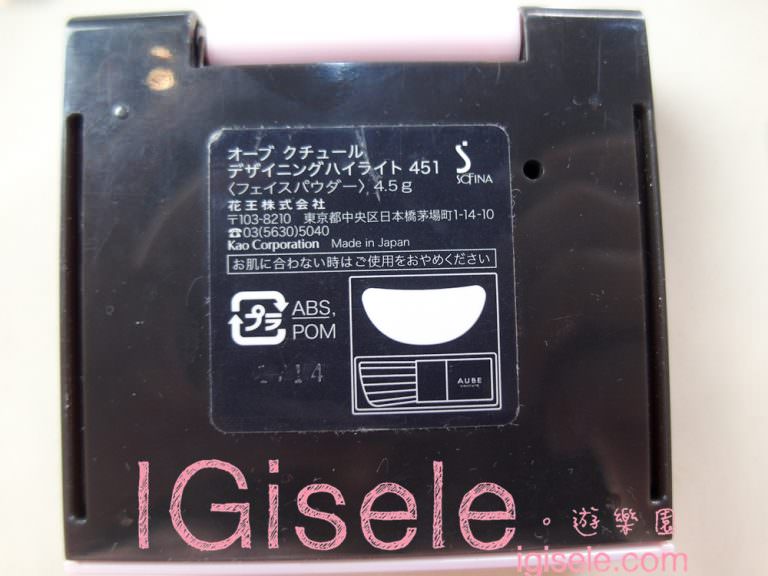 オーブ クチュール
デザイニングハイライト 451
〈フェイスパウダー〉 4.5g
SOFINA
花王株式会社
〒103-8210 東京都中央区日本橋茅場町1-14-10
☎03(5630)5040
Kao Corporation Made in Japan
お肌に合わない時はご使用をおやめください
プラ
ABS,
POM
AUBE
IGisele。遊樂園
igisele.com